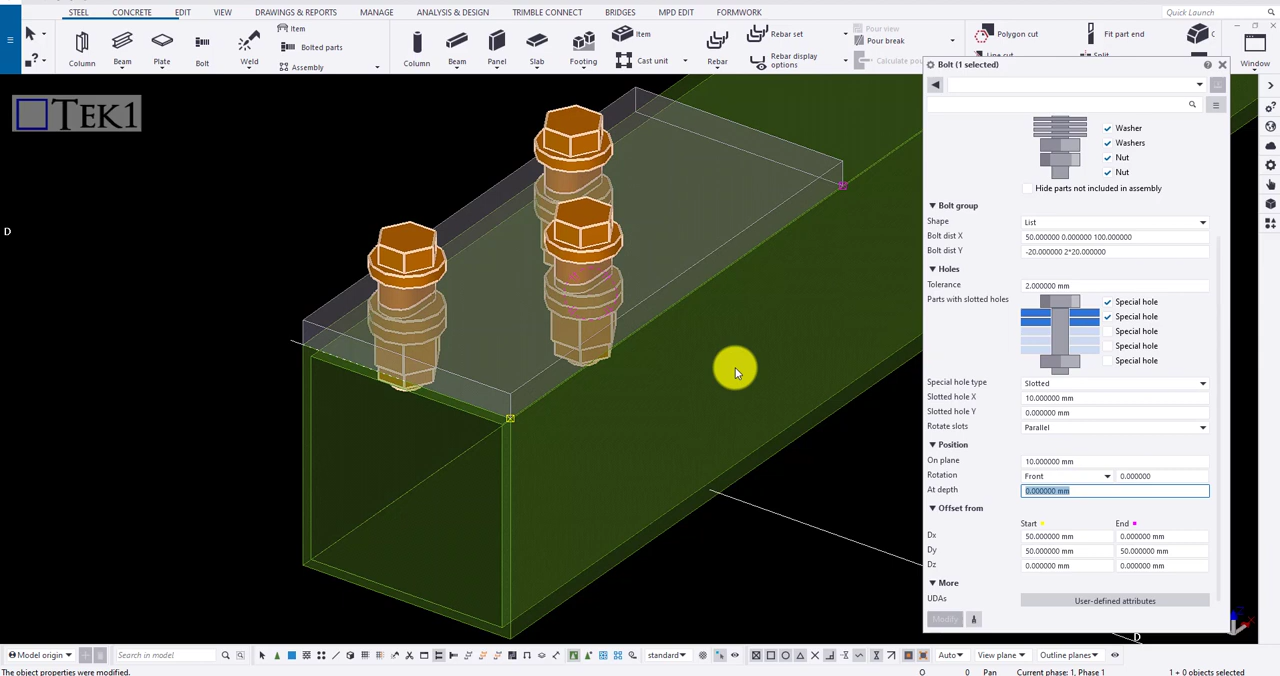 STEEL CONCRETE EDIT VIEW DRAWINGS & REPORTS MANAGE ANALYSIS & DESIGN TRIMBLE CONNECT BRIDGES MPD EDIT FORMWORK Quick Launch
Item Item Rebar set Pour view Polygon cut Fit part end
Bolted parts Pour break
Column Beam Plate Bolt Weld Assembly Column Beam Panel Slab Footing Cast unit Rebar Rebar display options Calculate pou Window
Bolt (1 selected)
TEK1
Washer
Washers
Nut
Nut
Hide parts not included in assembly
Bolt group
Shape List
Bolt dist X 50.000000 0.000000 100.000000
Bolt dist Y -20.000000 2*20.000000
Holes
Tolerance 2.000000 mm
Parts with slotted holes Special hole
Special hole
Special hole
Special hole
Special hole
Special hole type Slotted
Slotted hole X 10.000000 mm
Slotted hole Y 0.000000 mm
Rotate slots Parallel
Position
On plane 10.000000 mm
Rotation Front 0.000000
At depth 0.000000 mm
Offset from
Start End
Dx 50.000000 mm 0.000000 mm
Dy 50.000000 mm 50.000000 mm
Dz 0.000000 mm 0.000000 mm
More
UDAs User-defined attributes
Modify
D
D
Model origin Search in model standard Auto View plane Outline planes
The object properties were modified. O 0 Pan Current phase: 1, Phase 1 1 + 0 objects selected